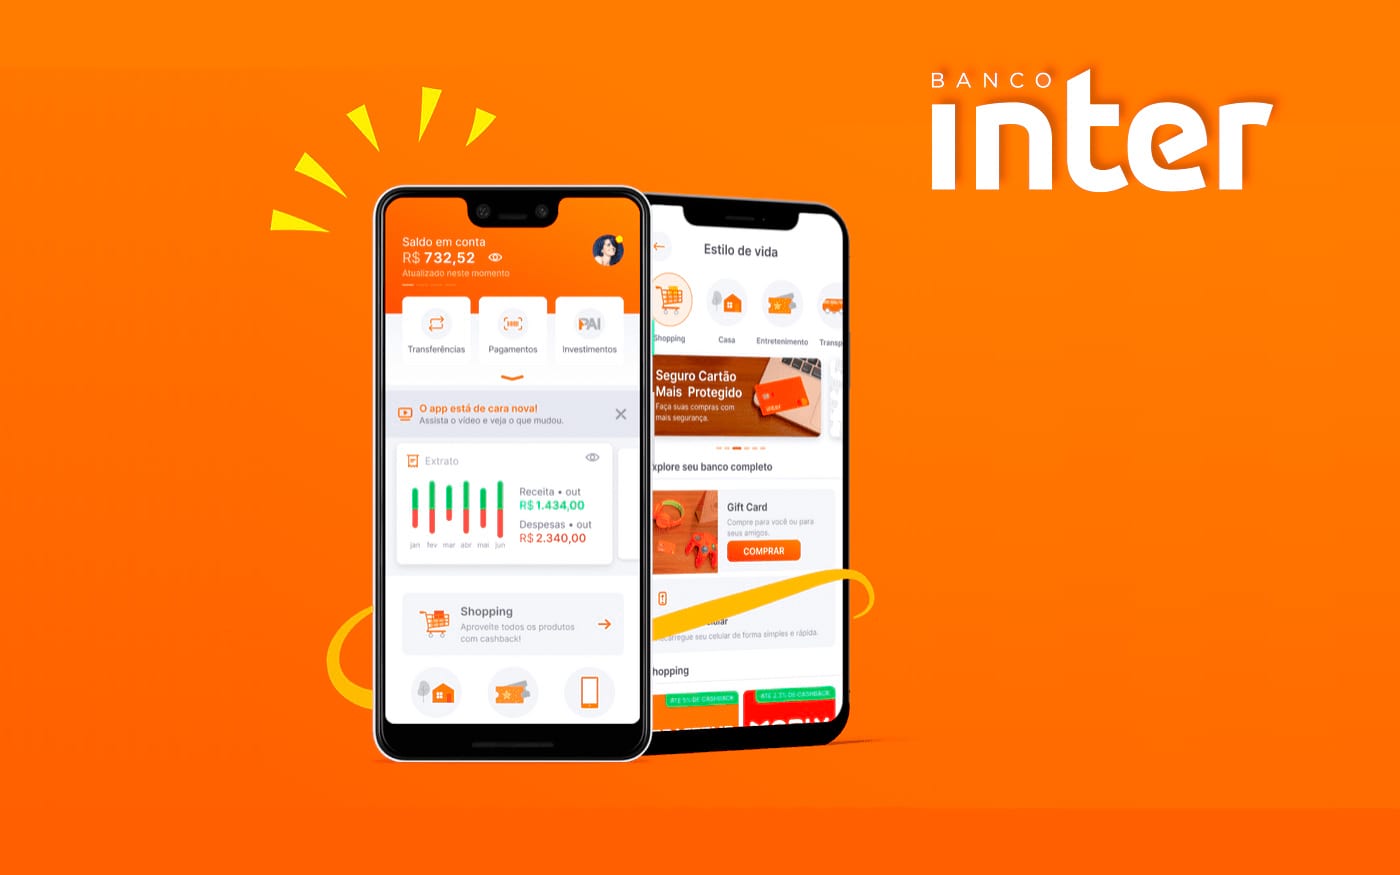 BANCO
inter
Saldo em conta
R$ 732,52
Atualizado neste momento
Transferências
Pagamentos
PAI
Investimentos
O app está de cara nova!
Assista o vídeo e veja o que mudou.
Extrato
Receita • out
R$ 1.434,00
Despesas • out
R$ 2.340,00
jan fev mar abr mai jun
Shopping
Aproveite todos os produtos
com cashback!
Estilo de vida
Shopping
Casa
Entretenimento
Transp
Seguro Cartão
Mais Protegido
Faça suas compras com
mais segurança.
inter
xplore seu banco completo
Gift Card
Compre para você ou para
seus amigos.
COMPRAR
ular
ecarregue seu celular de forma simples e rápida.
hopping
ATÉ 5% DE CASHBACK
ATÉ 2,3% DE CASHBACK